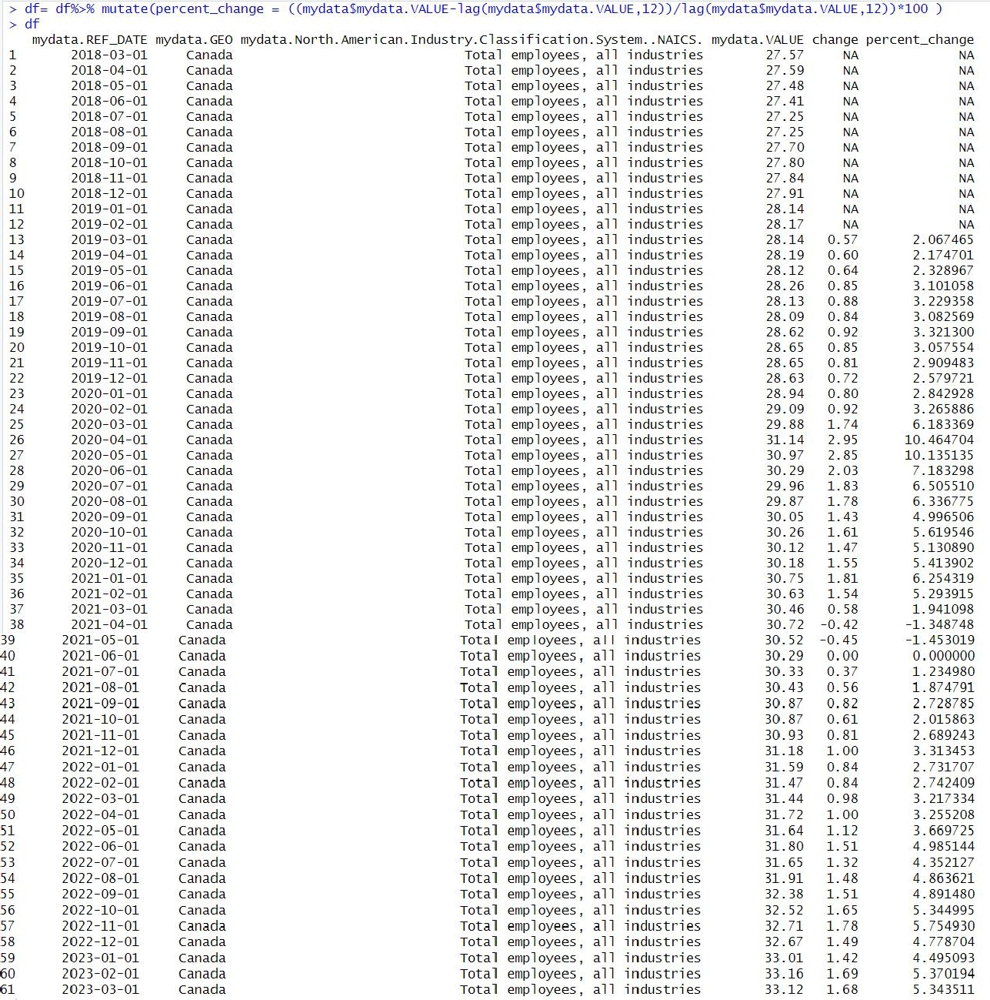 > df= df%>% mutate(percent_change = ((mydata$mydata.VALUE-lag(mydata$mydata.VALUE,12))/lag(mydata$mydata.VALUE,12))*100 )
> df
mydata.REF_DATE mydata.GEO mydata.North.American.Industry.Classification.System..NAICS. mydata.VALUE change percent_change
1 2018-03-01 Canada Total employees, all industries 27.57 NA NA
2 2018-04-01 Canada Total employees, all industries 27.59 NA NA
3 2018-05-01 Canada Total employees, all industries 27.48 NA NA
4 2018-06-01 Canada Total employees, all industries 27.41 NA NA
5 2018-07-01 Canada Total employees, all industries 27.25 NA NA
6 2018-08-01 Canada Total employees, all industries 27.25 NA NA
7 2018-09-01 Canada Total employees, all industries 27.70 NA NA
8 2018-10-01 Canada Total employees, all industries 27.80 NA NA
9 2018-11-01 Canada Total employees, all industries 27.84 NA NA
10 2018-12-01 Canada Total employees, all industries 27.91 NA NA
11 2019-01-01 Canada Total employees, all industries 28.14 NA NA
12 2019-02-01 Canada Total employees, all industries 28.17 NA NA
13 2019-03-01 Canada Total employees, all industries 28.14 0.57 2.067465
14 2019-04-01 Canada Total employees, all industries 28.19 0.60 2.174701
15 2019-05-01 Canada Total employees, all industries 28.12 0.64 2.328967
16 2019-06-01 Canada Total employees, all industries 28.26 0.85 3.101058
17 2019-07-01 Canada Total employees, all industries 28.13 0.88 3.229358
18 2019-08-01 Canada Total employees, all industries 28.09 0.84 3.082569
19 2019-09-01 Canada Total employees, all industries 28.62 0.92 3.321300
20 2019-10-01 Canada Total employees, all industries 28.65 0.85 3.057554
21 2019-11-01 Canada Total employees, all industries 28.65 0.81 2.909483
22 2019-12-01 Canada Total employees, all industries 28.63 0.72 2.579721
23 2020-01-01 Canada Total employees, all industries 28.94 0.80 2.842928
24 2020-02-01 Canada Total employees, all industries 29.09 0.92 3.265886
25 2020-03-01 Canada Total employees, all industries 29.88 1.74 6.183369
26 2020-04-01 Canada Total employees, all industries 31.14 2.95 10.464704
27 2020-05-01 Canada Total employees, all industries 30.97 2.85 10.135135
28 2020-06-01 Canada Total employees, all industries 30.29 2.03 7.183298
29 2020-07-01 Canada Total employees, all industries 29.96 1.83 6.505510
30 2020-08-01 Canada Total employees, all industries 29.87 1.78 6.336775
31 2020-09-01 Canada Total employees, all industries 30.05 1.43 4.996506
32 2020-10-01 Canada Total employees, all industries 30.26 1.61 5.619546
33 2020-11-01 Canada Total employees, all industries 30.12 1.47 5.130890
34 2020-12-01 Canada Total employees, all industries 30.18 1.55 5.413902
35 2021-01-01 Canada Total employees, all industries 30.75 1.81 6.254319
36 2021-02-01 Canada Total employees, all industries 30.63 1.54 5.293915
37 2021-03-01 Canada Total employees, all industries 30.46 0.58 1.941098
38 2021-04-01 Canada Total employees, all industries 30.72 -0.42 -1.348748
39 2021-05-01 Canada Total employees, all industries 30.52 -0.45 -1.453019
40 2021-06-01 Canada Total employees, all industries 30.29 0.00 0.000000
41 2021-07-01 Canada Total employees, all industries 30.33 0.37 1.234980
42 2021-08-01 Canada Total employees, all industries 30.43 0.56 1.874791
43 2021-09-01 Canada Total employees, all industries 30.87 0.82 2.728785
44 2021-10-01 Canada Total employees, all industries 30.87 0.61 2.015863
45 2021-11-01 Canada Total employees, all industries 30.93 0.81 2.689243
46 2021-12-01 Canada Total employees, all industries 31.18 1.00 3.313453
47 2022-01-01 Canada Total employees, all industries 31.59 0.84 2.731707
48 2022-02-01 Canada Total employees, all industries 31.47 0.84 2.742409
49 2022-03-01 Canada Total employees, all industries 31.44 0.98 3.217334
50 2022-04-01 Canada Total employees, all industries 31.72 1.00 3.255208
51 2022-05-01 Canada Total employees, all industries 31.64 1.12 3.669725
52 2022-06-01 Canada Total employees, all industries 31.80 1.51 4.985144
53 2022-07-01 Canada Total employees, all industries 31.65 1.32 4.352127
54 2022-08-01 Canada Total employees, all industries 31.91 1.48 4.863621
55 2022-09-01 Canada Total employees, all industries 32.38 1.51 4.891480
56 2022-10-01 Canada Total employees, all industries 32.52 1.65 5.344995
57 2022-11-01 Canada Total employees, all industries 32.71 1.78 5.754930
58 2022-12-01 Canada Total employees, all industries 32.67 1.49 4.778704
59 2023-01-01 Canada Total employees, all industries 33.01 1.42 4.495093
60 2023-02-01 Canada Total employees, all industries 33.16 1.69 5.370194
61 2023-03-01 Canada Total employees, all industries 33.12 1.68 5.343511